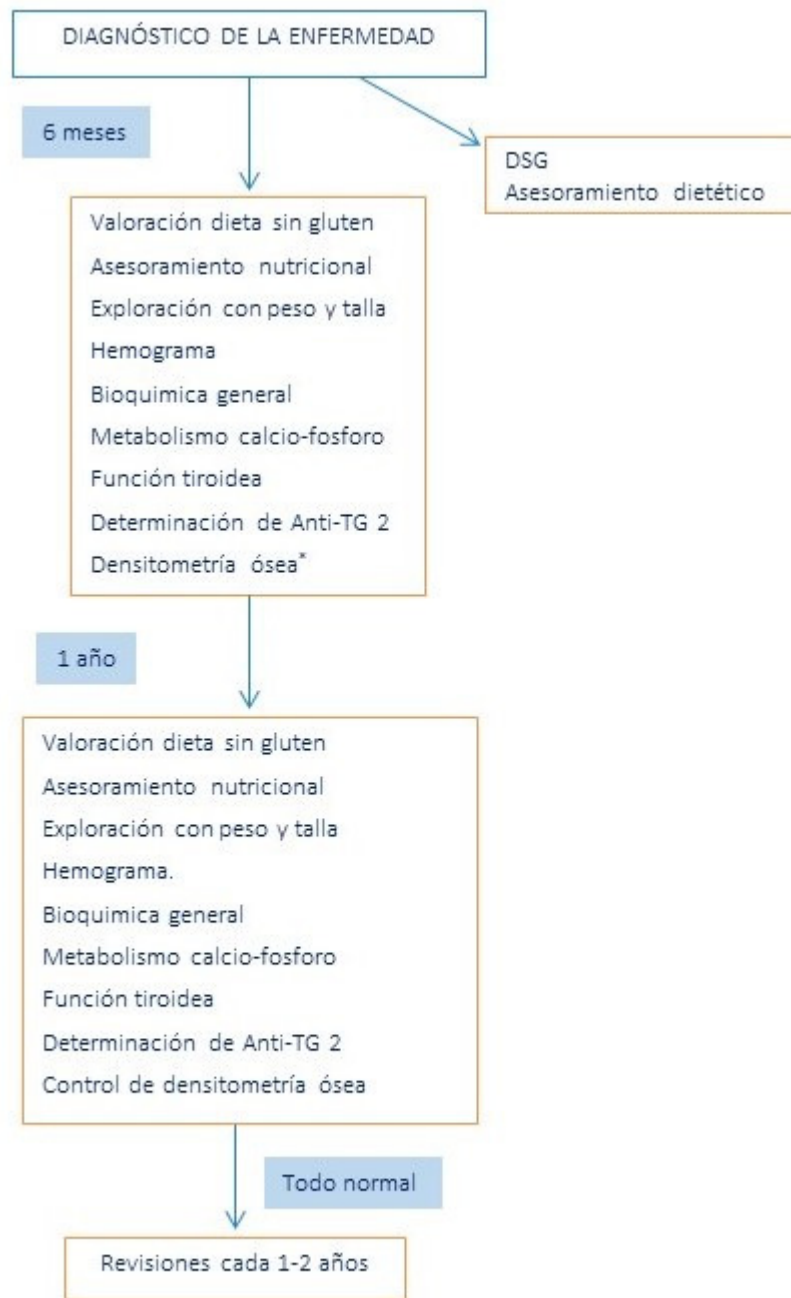 DIAGNÓSTICO DE LA ENFERMEDAD
6 meses
DSG
Asesoramiento dietético
Valoración dieta sin gluten
Asesoramiento nutricional
Exploración con peso y talla
Hemograma
Bioquimica general
Metabolismo calcio-fosforo
Función tiroidea
Determinación de Anti-TG 2
Densitometría ósea*
1 año
Valoración dieta sin gluten
Asesoramiento nutricional
Exploración con peso y talla
Hemograma.
Bioquimica general
Metabolismo calcio-fosforo
Función tiroidea
Determinación de Anti-TG 2
Control de densitometría ósea
Todo normal
Revisiones cada 1-2 años